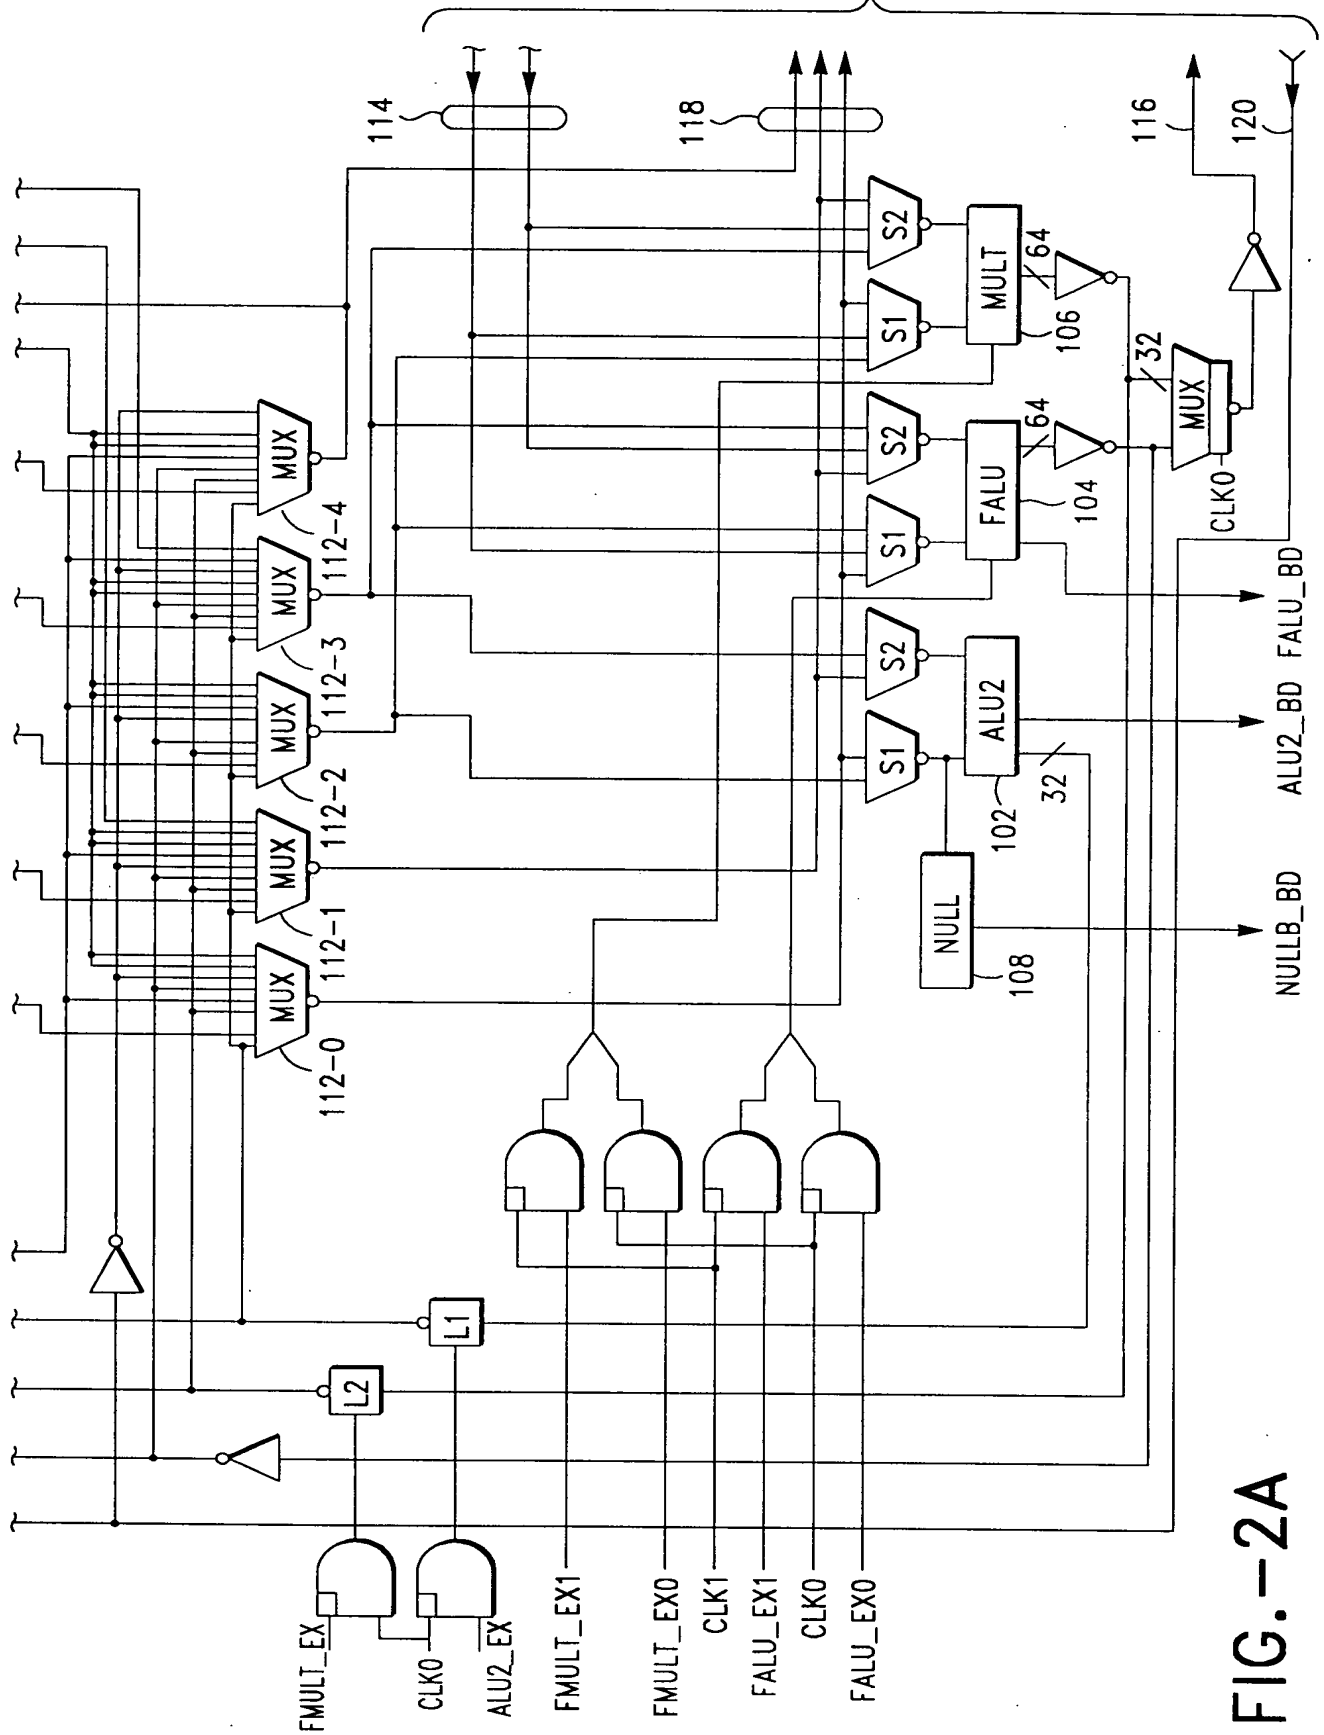 114
118
116
120
MUX
112-4
MUX
112-3
MUX
112-2
MUX
112-1
MUX
112-0
S2
S1
MULT
106
64
S2
S1
FALU
104
64
S2
S1
ALU2
102
32
NULL
108
32
MUX
CLK0
FALU_BD
ALU2_BD
NULLB_BD
L1
L2
FMULT_EX
CLK0
ALU2_EX
FMULT_EX1
FMULT_EX0
CLK1
FALU_EX1
CLK0
FALU_EX0
FIG.-2A